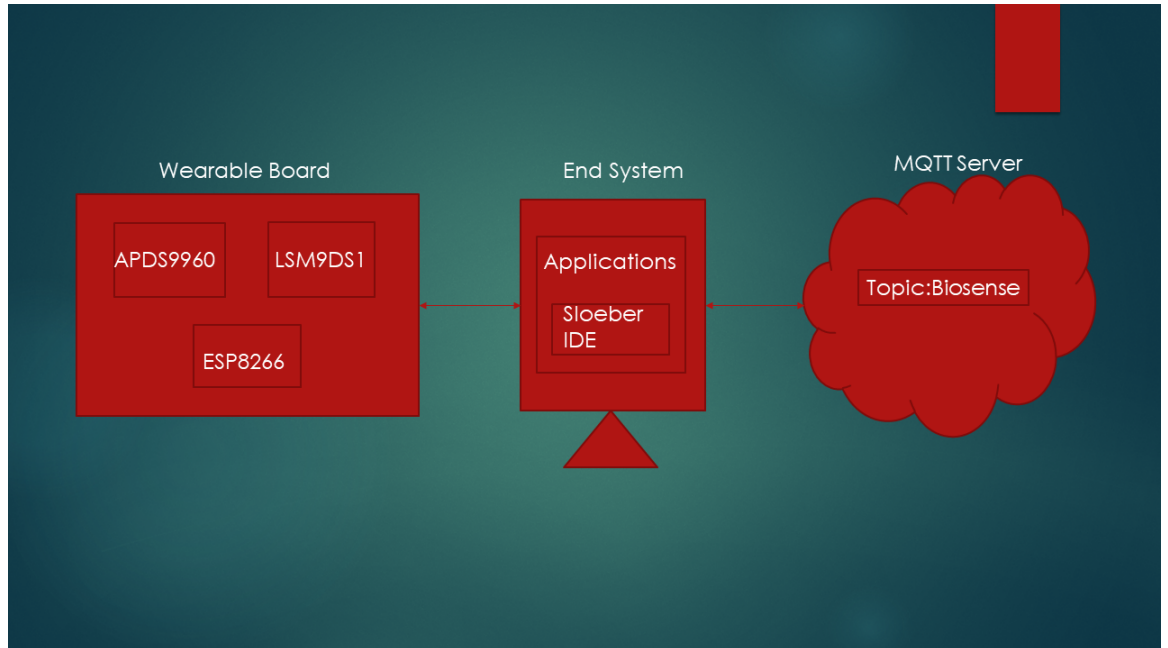 Wearable Board
End System
MQTT Server
APDS9960
LSM9DS1
ESP8266
Applications
Sloeber
IDE
Topic:Biosense